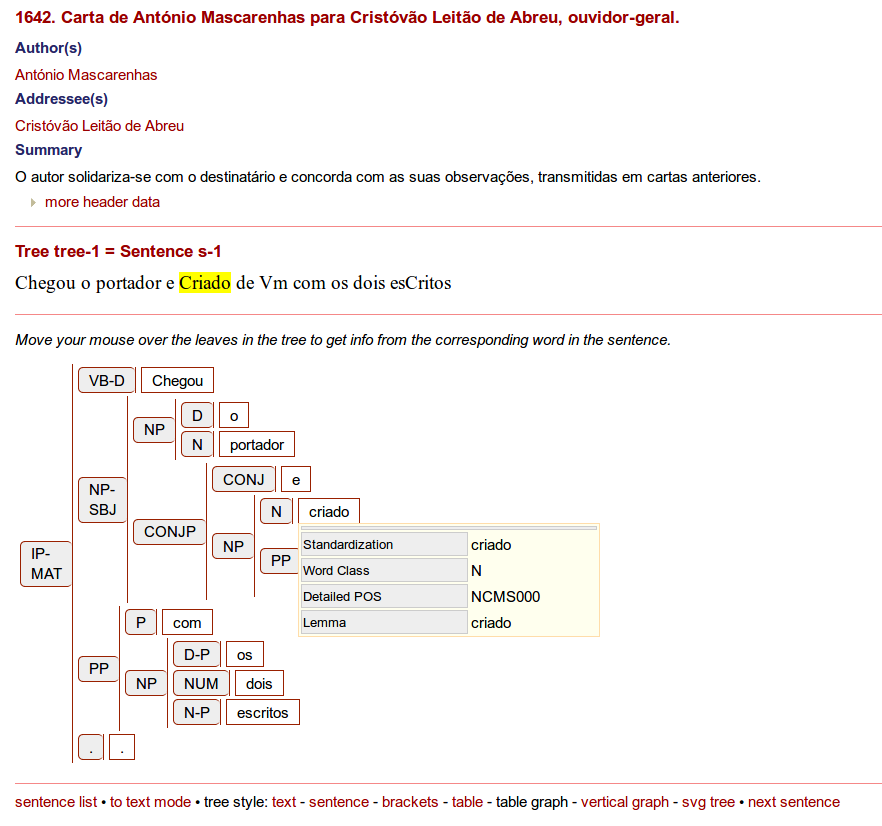 1642. Carta de António Mascarenhas para Cristóvão Leitão de Abreu, ouvidor-geral.
Author(s)
António Mascarenhas
Addressee(s)
Cristóvão Leitão de Abreu
Summary
O autor solidariza-se com o destinatário e concorda com as suas observações, transmitidas em cartas anteriores.
more header data
Tree tree-1 = Sentence s-1
Chegou o portador e Criado de Vm com os dois esCritos
Move your mouse over the leaves in the tree to get info from the corresponding word in the sentence.
VB-D Chegou
D o
NP
N portador
CONJ e
NP-
SBJ
N criado
CONJP
NP
PP
Standardization criado
Word Class N
Detailed POS NCMS000
Lemma criado
IP-
MAT
P com
D-P os
PP
NP
NUM dois
N-P escritos
. .
sentence list • to text mode • tree style: text - sentence - brackets - table - table graph - vertical graph - svg tree • next sentence